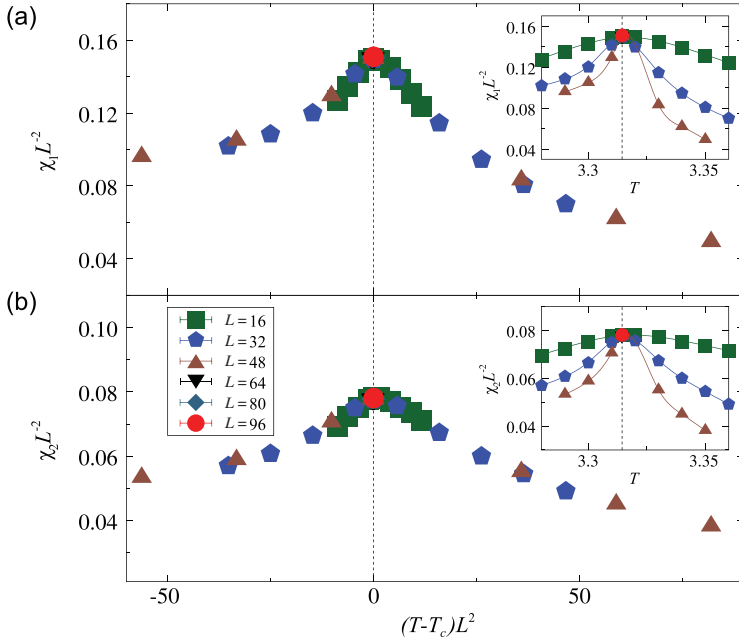 (a)
0.16
0.12
0.08
0.04
χ₁L⁻²
0.16
0.12
0.08
0.04
χ₁L⁻²
3.3
3.35
T
(b)
0.10
0.08
0.06
0.04
χ₂L⁻²
L = 16
L = 32
L = 48
L = 64
L = 80
L = 96
0.08
0.06
0.04
χ₂L⁻²
3.3
3.35
T
-50
0
50
(T-T_c)L²